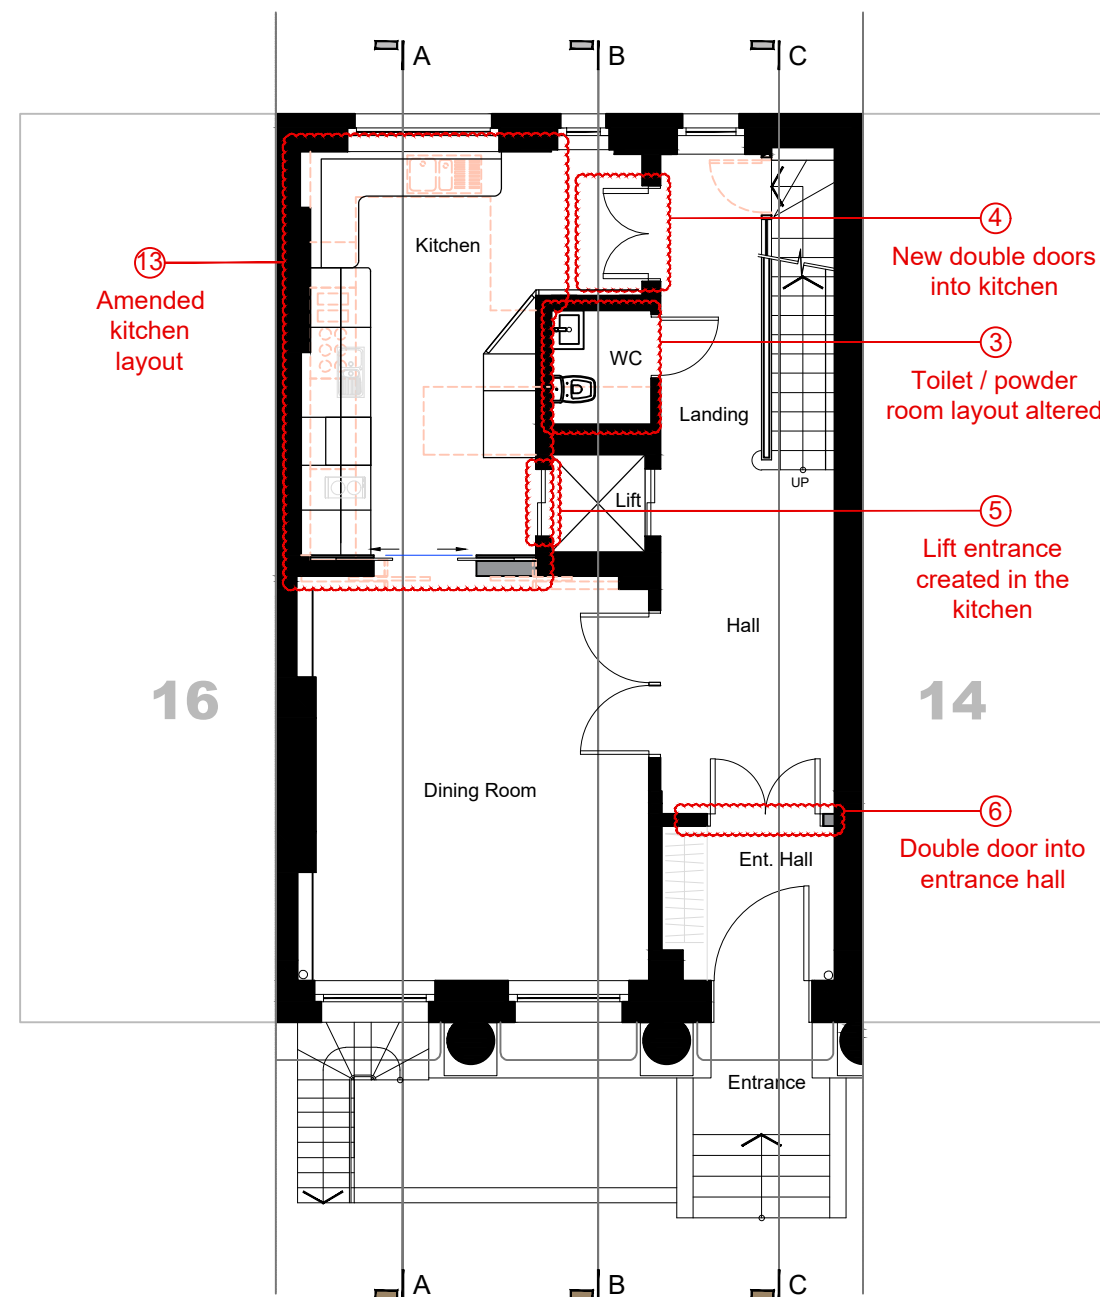 A
B
C
4
New double doors
into kitchen
Kitchen
13
Amended
kitchen
layout
3
Toilet / powder
room layout altered
WC
Landing
UP
Lift
5
Lift entrance
created in the
kitchen
Hall
16
14
Dining Room
6
Double door into
entrance hall
Ent. Hall
Entrance
A
B
C